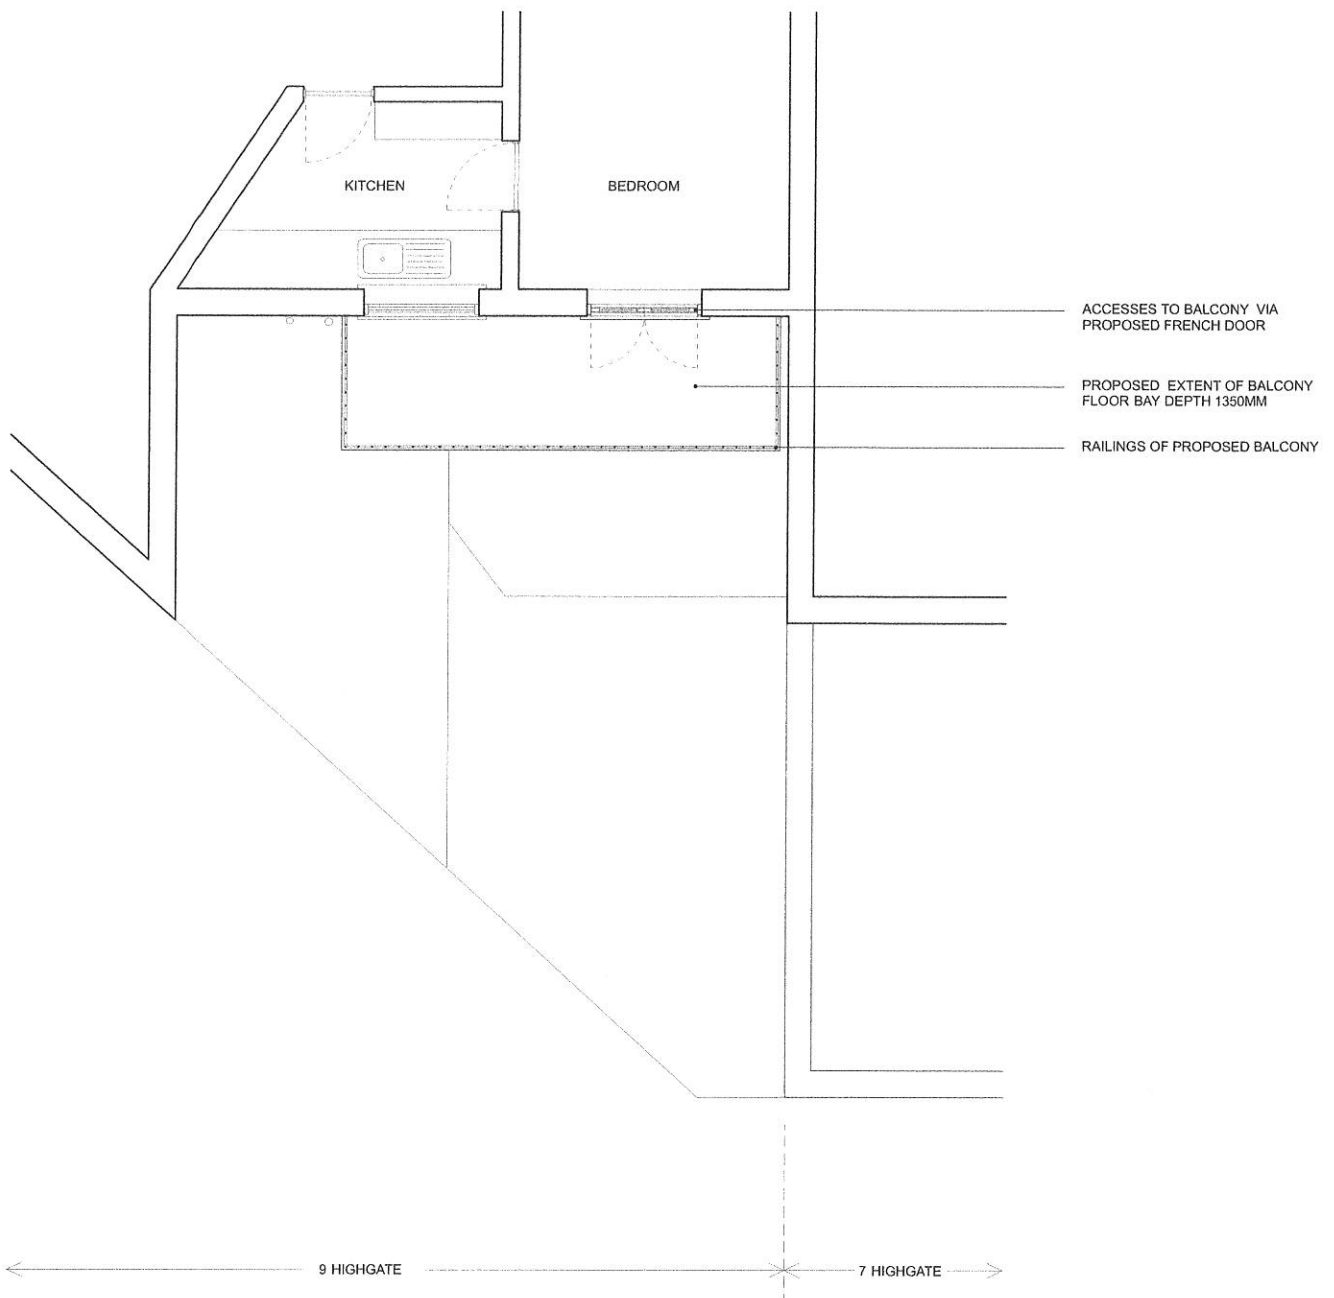 KITCHEN
BEDROOM
ACCESSES TO BALCONY VIA
PROPOSED FRENCH DOOR
PROPOSED EXTENT OF BALCONY
FLOOR BAY DEPTH 1350MM
RAILINGS OF PROPOSED BALCONY
9 HIGHGATE
7 HIGHGATE